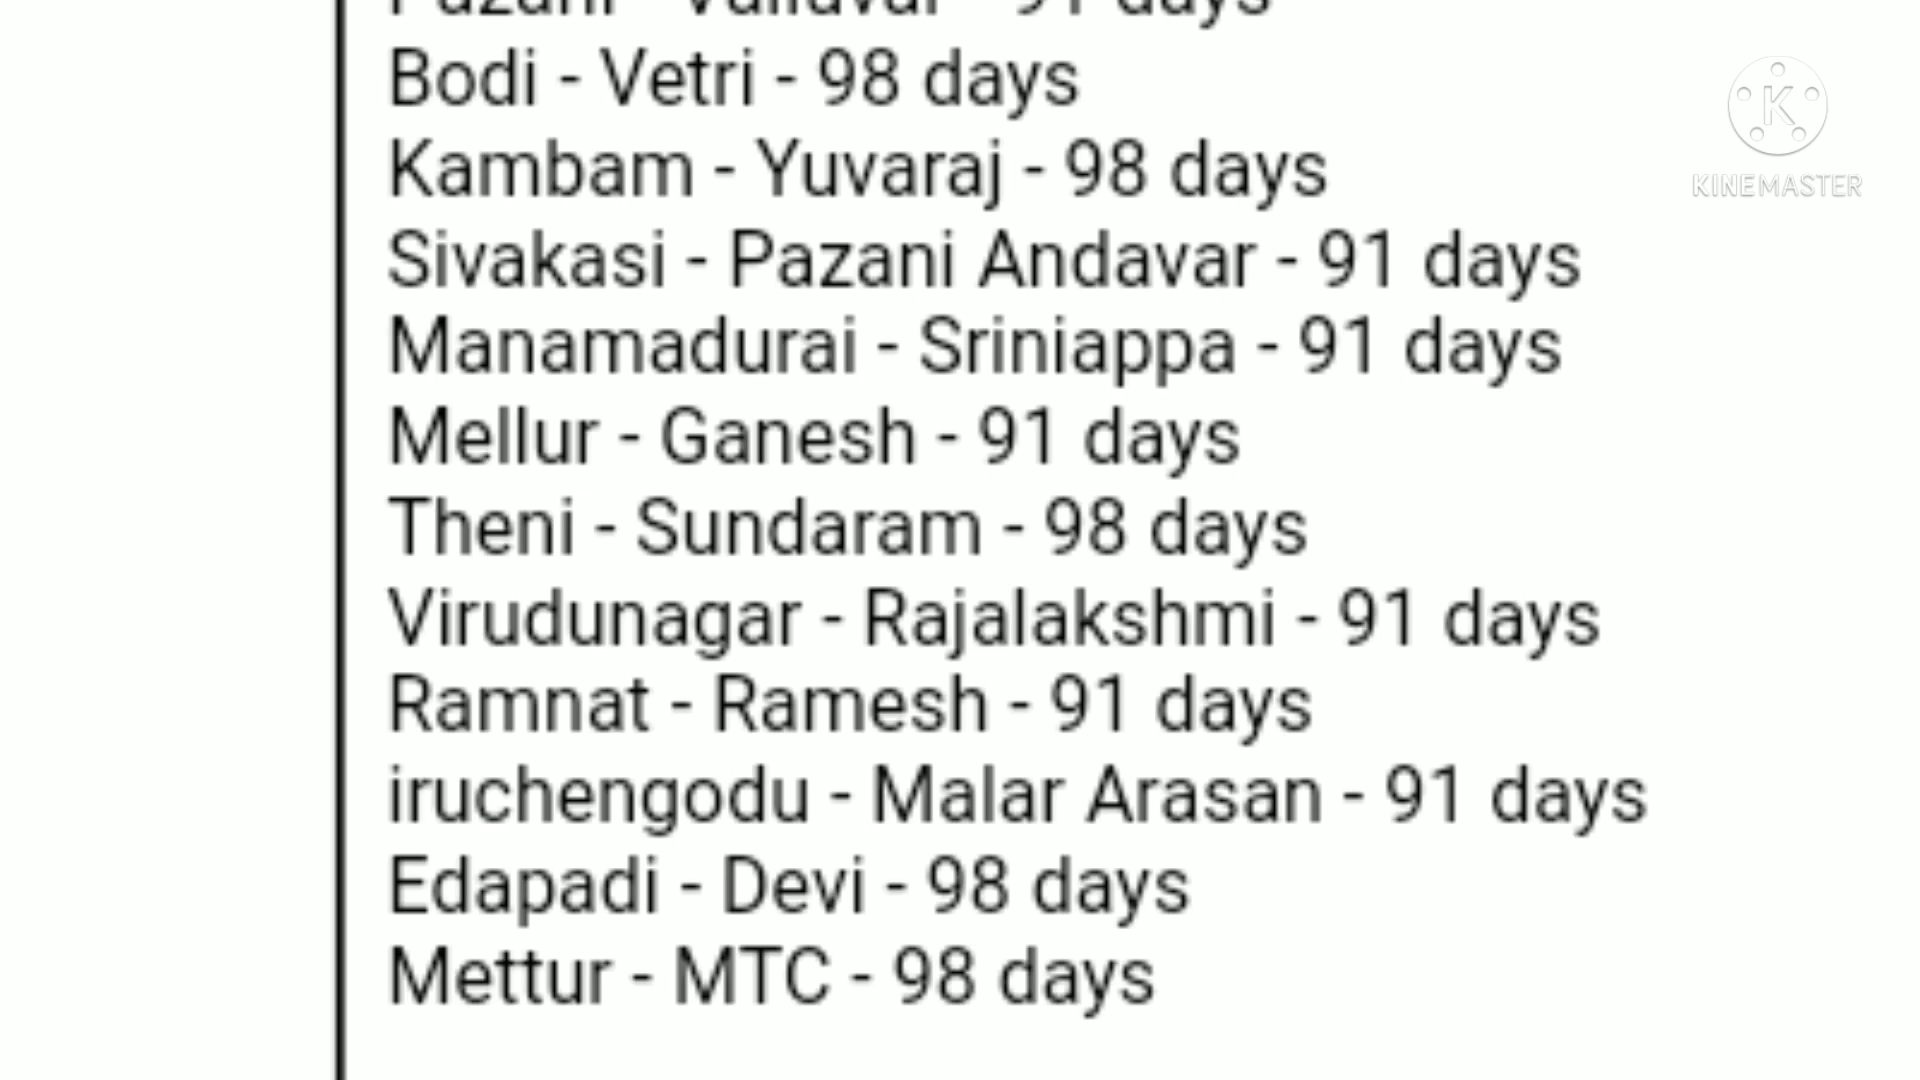 Bodi - Vetri - 98 days
Kambam - Yuvaraj - 98 days
Sivakasi - Pazani Andavar - 91 days
Manamadurai - Sriniappa - 91 days
Mellur - Ganesh - 91 days
Theni - Sundaram - 98 days
Virudunagar - Rajalakshmi - 91 days
Ramnat - Ramesh - 91 days
iruchengodu - Malar Arasan - 91 days
Edapadi - Devi - 98 days
Mettur - MTC - 98 days
K
KINEMASTER